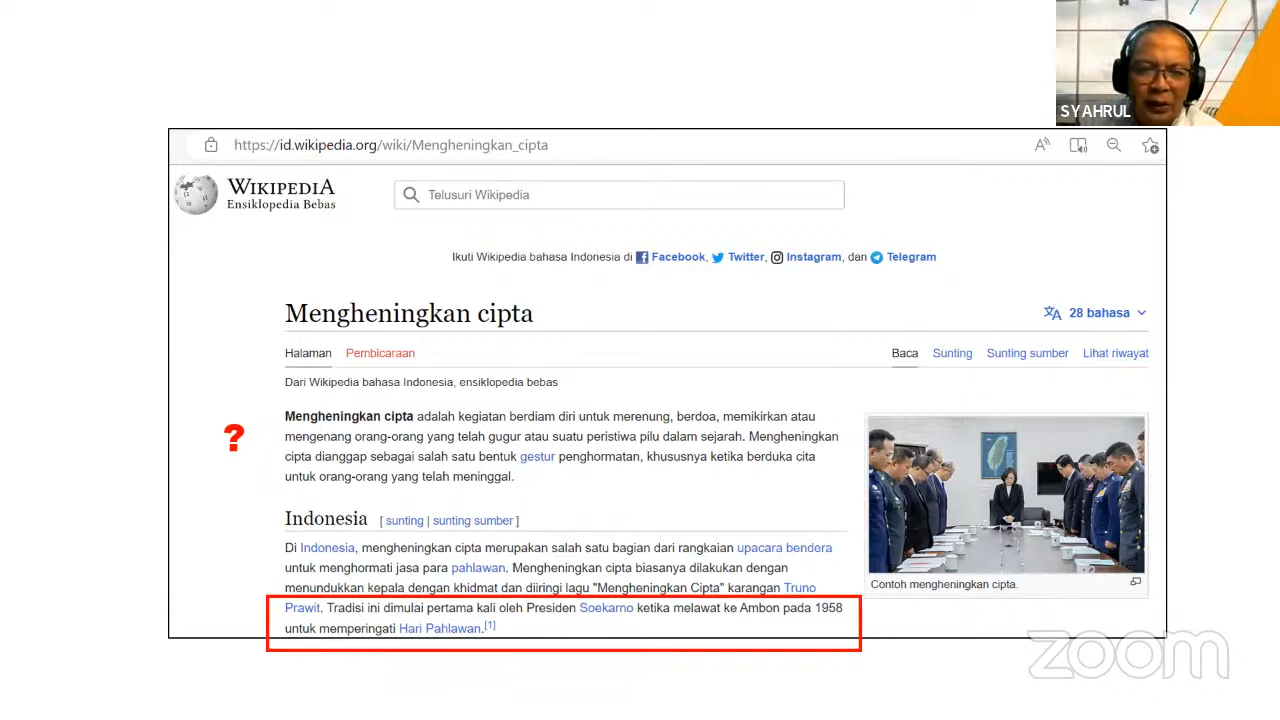 SYAHRUL
https://id.wikipedia.org/wiki/Mengheningkan_cipta
WIKIPEDIA
Ensiklopedia Bebas
Telusuri Wikipedia
Ikuti Wikipedia bahasa Indonesia di Facebook, Twitter, Instagram, dan Telegram
Mengheningkan cipta
28 bahasa
Halaman Pembicaraan Baca Sunting Sunting sumber Lihat riwayat
Dari Wikipedia bahasa Indonesia, ensiklopedia bebas
?
Mengheningkan cipta adalah kegiatan berdiam diri untuk merenung, berdoa, memikirkan atau
mengenang orang-orang yang telah gugur atau suatu peristiwa pilu dalam sejarah. Mengheningkan
cipta dianggap sebagai salah satu bentuk gestur penghormatan, khususnya ketika berduka cita
untuk orang-orang yang telah meninggal.
Contoh mengheningkan cipta.
Indonesia [ sunting | sunting sumber ]
Di Indonesia, mengheningkan cipta merupakan salah satu bagian dari rangkaian upacara bendera
untuk menghormati jasa para pahlawan. Mengheningkan cipta biasanya dilakukan dengan
menundukkan kepala dengan khidmat dan diiringi lagu "Mengheningkan Cipta" karangan Truno
Prawit. Tradisi ini dimulai pertama kali oleh Presiden Soekarno ketika melawat ke Ambon pada 1958
untuk memperingati Hari Pahlawan.[1]
zoom